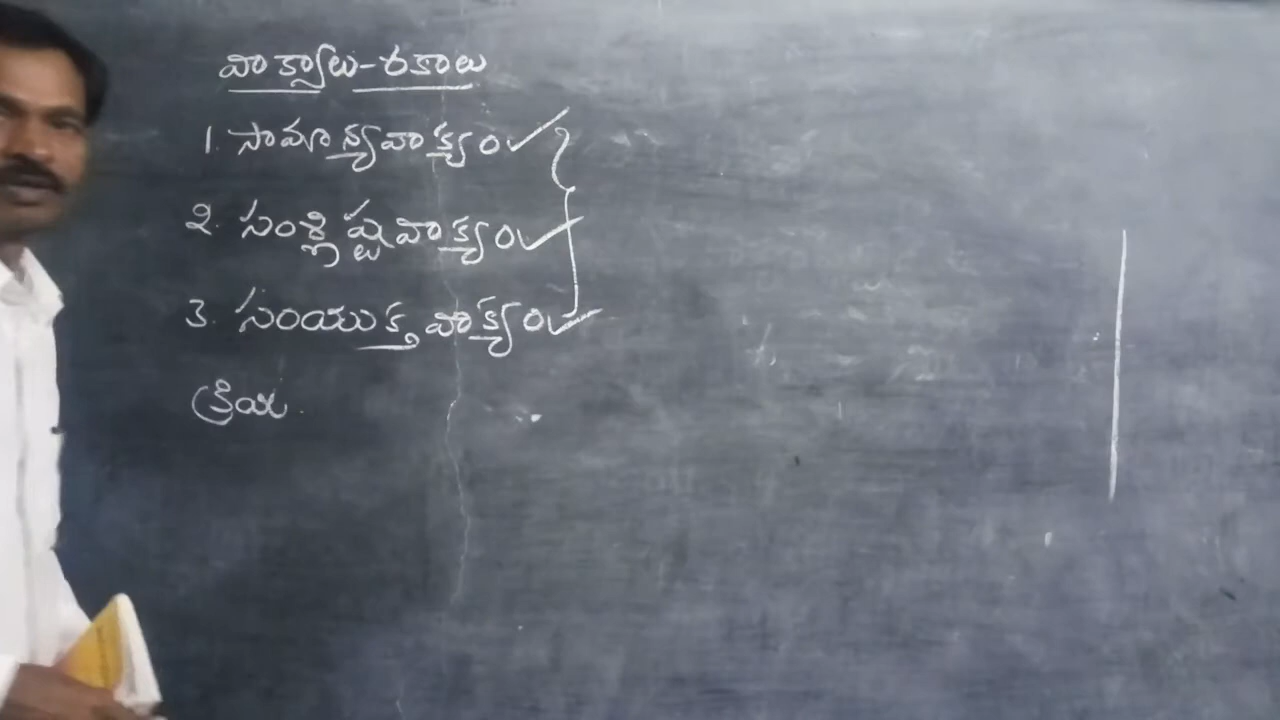 వాక్యాలు-రకాలు
1. సామాన్యవాక్యం
2. సంశ్లిష్టవాక్యం
3. సంయుక్తవాక్యం
క్రియ